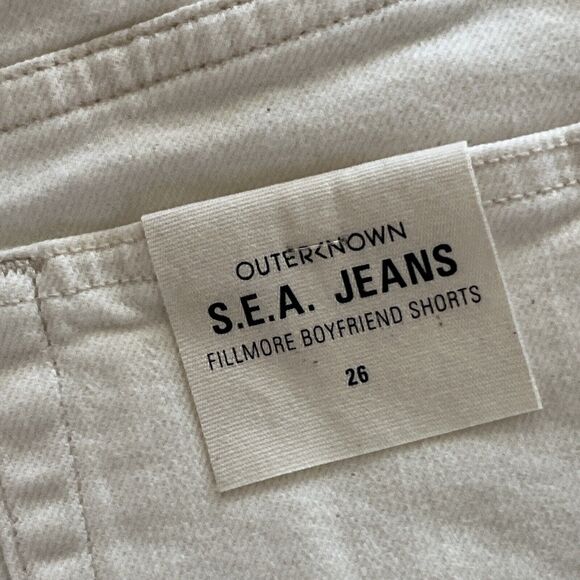 OUTERKNOWN
S.E.A. JEANS
FILLMORE BOYFRIEND SHORTS
26